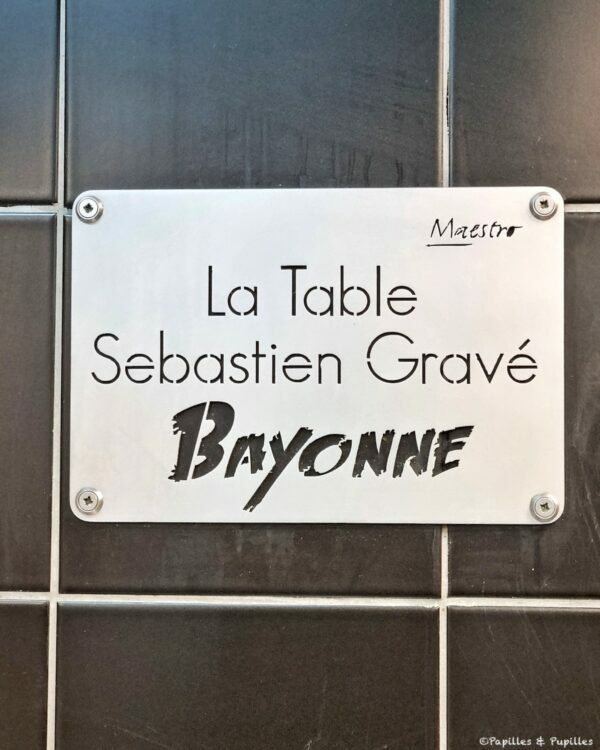 Maestro
La Table
Sebastien Gravé
BAYONNE
©Papilles & Pupilles